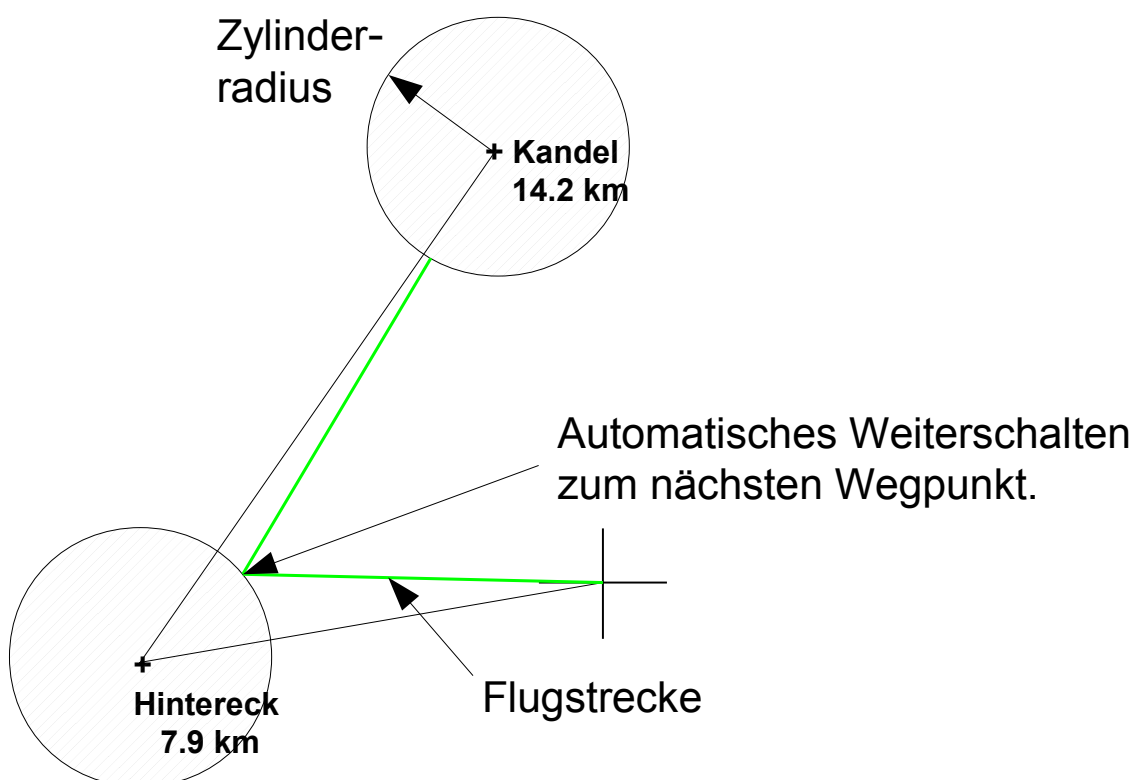 Zylinder-
radius
Kandel
14.2 km
Automatisches Weiterschalten
zum nächsten Wegpunkt.
Flugstrecke
Hintereck
7.9 km